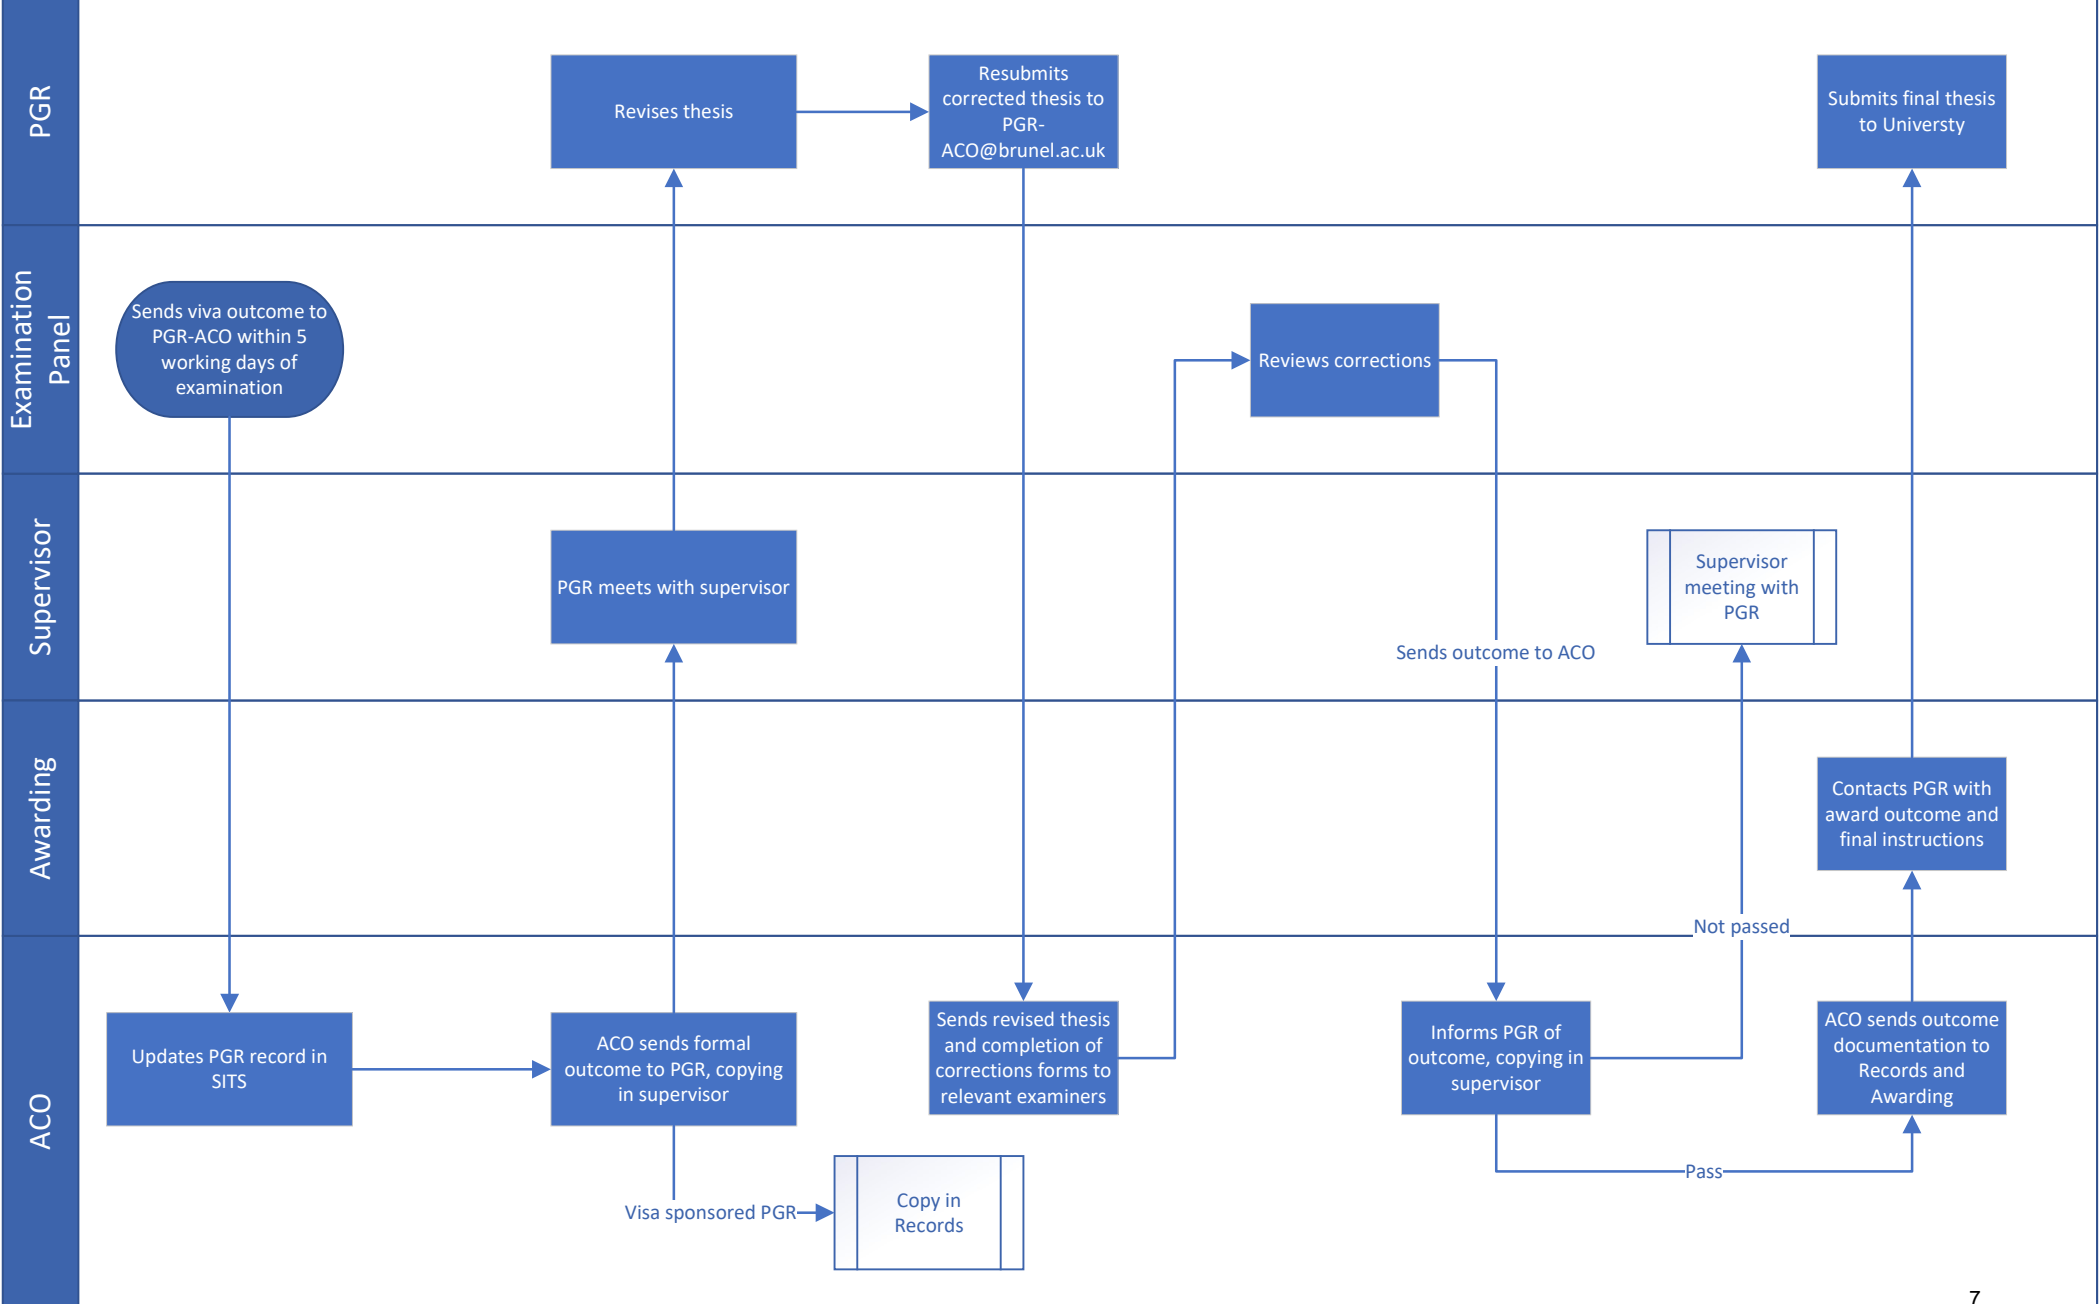 PGR
Revises thesis
Resubmits
corrected thesis to
PGR-
ACO@brunel.ac.uk
Submits final thesis
to Universty
Examination
Panel
Sends viva outcome to
PGR-ACO within 5
working days of
examination
Reviews corrections
Supervisor
PGR meets with supervisor
Supervisor
meeting with
PGR
Sends outcome to ACO
Awarding
Contacts PGR with
award outcome and
final instructions
Not passed
ACO
Updates PGR record in
SITS
ACO sends formal
outcome to PGR, copying
in supervisor
Sends revised thesis
and completion of
corrections forms to
relevant examiners
Informs PGR of
outcome, copying in
supervisor
ACO sends outcome
documentation to
Records and
Awarding
Pass
Visa sponsored PGR
Copy in
Records
7